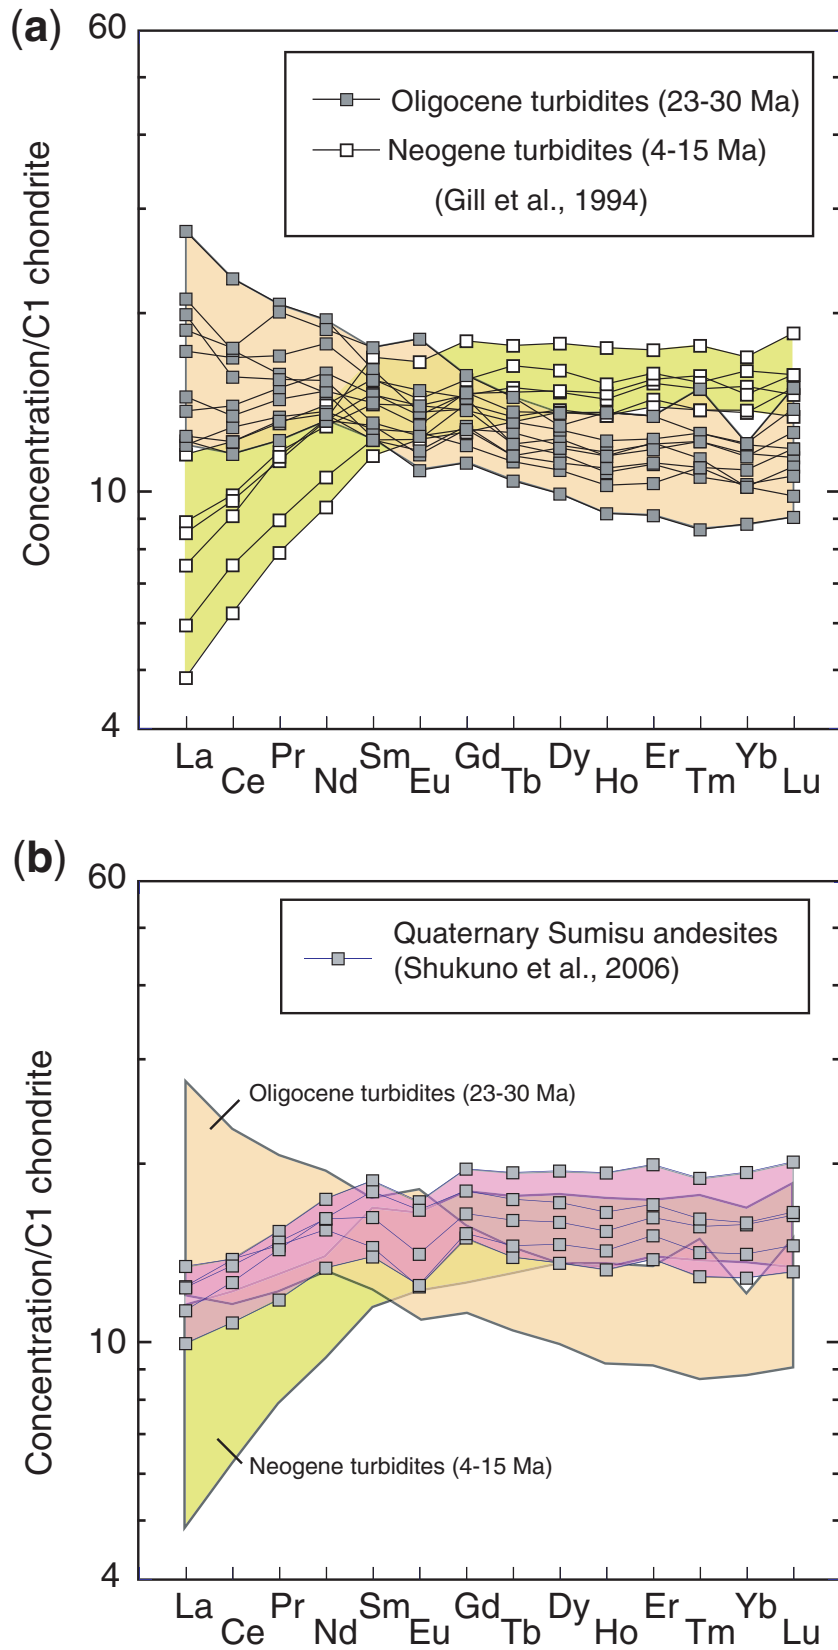 (a)
60
Oligocene turbidites (23-30 Ma)
Neogene turbidites (4-15 Ma)
(Gill et al., 1994)
Concentration/C1 chondrite
10
4
La Ce Pr Nd Sm Eu Gd Tb Dy Ho Er Tm Yb Lu
(b)
60
Quaternary Sumisu andesites
(Shukuno et al., 2006)
Oligocene turbidites (23-30 Ma)
Concentration/C1 chondrite
10
Neogene turbidites (4-15 Ma)
4
La Ce Pr Nd Sm Eu Gd Tb Dy Ho Er Tm Yb Lu